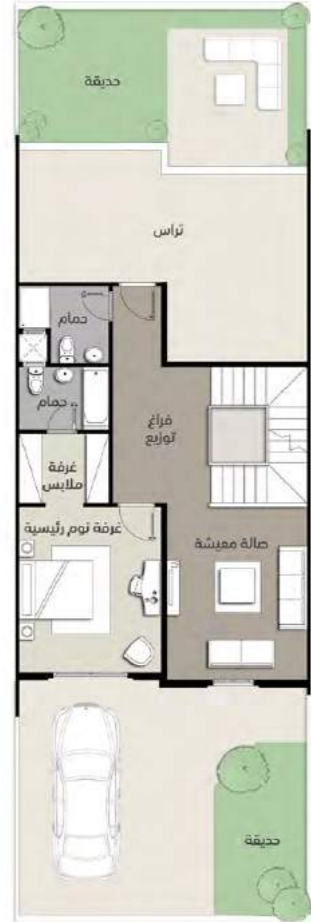 حديقة
تراس
حمام
حمام
فراغ
توزيع
غرفة
ملابس
غرفة نوم رئيسية
صالة معيشة
حديقة